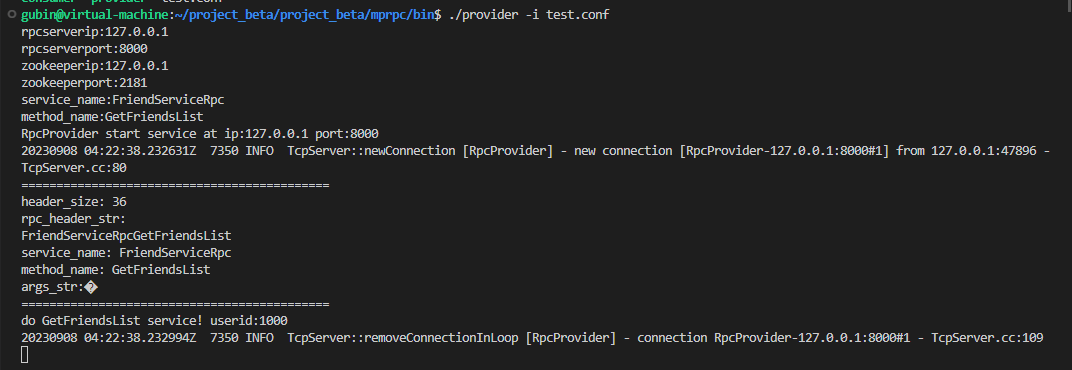 gubin@virtual-machine:~/project_beta/project_beta/mprpc/bin$ ./provider -i test.conf
rpcserverip:127.0.0.1
rpcserverport:8000
zookeeperip:127.0.0.1
zookeeperport:2181
service_name:FriendServiceRpc
method_name:GetFriendsList
RpcProvider start service at ip:127.0.0.1 port:8000
20230908 04:22:38.232631Z  7350 INFO  TcpServer::newConnection [RpcProvider] - new connection [RpcProvider-127.0.0.1:8000#1] from 127.0.0.1:47896 -
TcpServer.cc:80
============================================
header_size: 36
rpc_header_str:
FriendServiceRpcGetFriendsList
service_name: FriendServiceRpc
method_name: GetFriendsList
args_str:�
============================================
do GetFriendsList service! userid:1000
20230908 04:22:38.232994Z  7350 INFO  TcpServer::removeConnectionInLoop [RpcProvider] - connection RpcProvider-127.0.0.1:8000#1 - TcpServer.cc:109